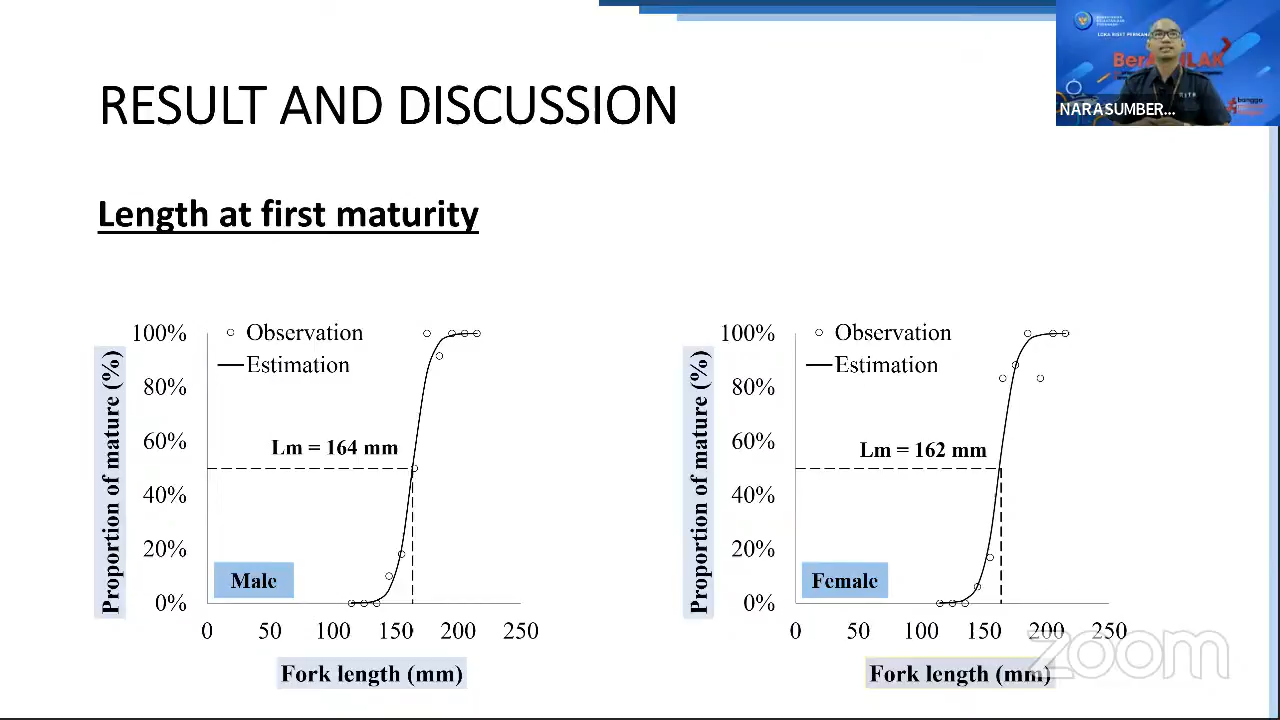 RESULT AND DISCUSSION
NARASUMBER...
Length at first maturity
100%
80%
60%
40%
20%
0%
Proportion of mature (%)
Observation
Estimation
Lm = 164 mm
Male
0
50
100
150
200
250
Fork length (mm)
100%
80%
60%
40%
20%
0%
Proportion of mature (%)
Observation
Estimation
Lm = 162 mm
Female
0
50
100
150
200
250
Fork length (mm)
zoom